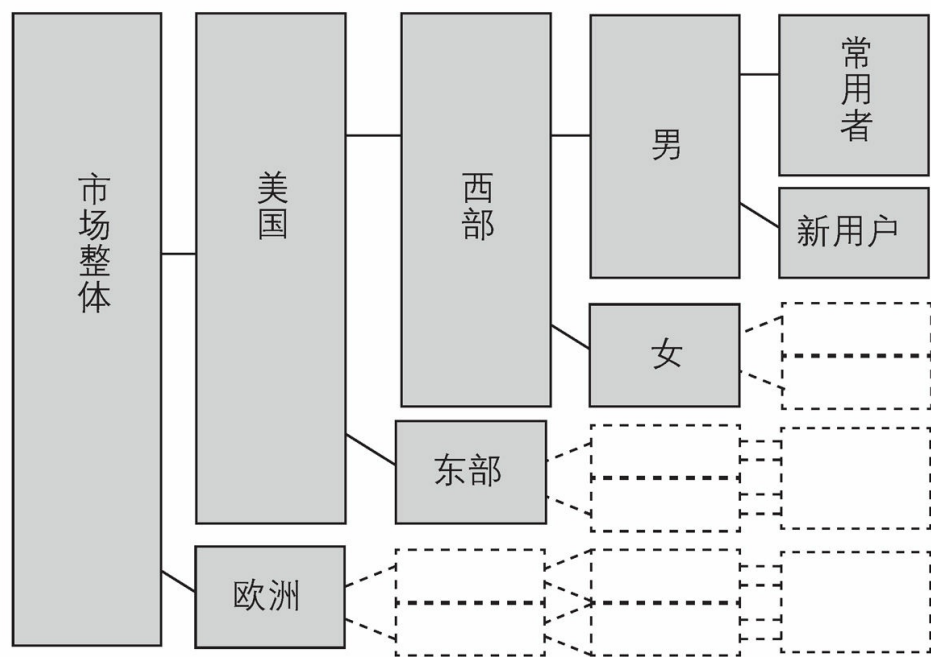 市场整体
美国
西部
男
常用者
新用户
女
东部
欧洲